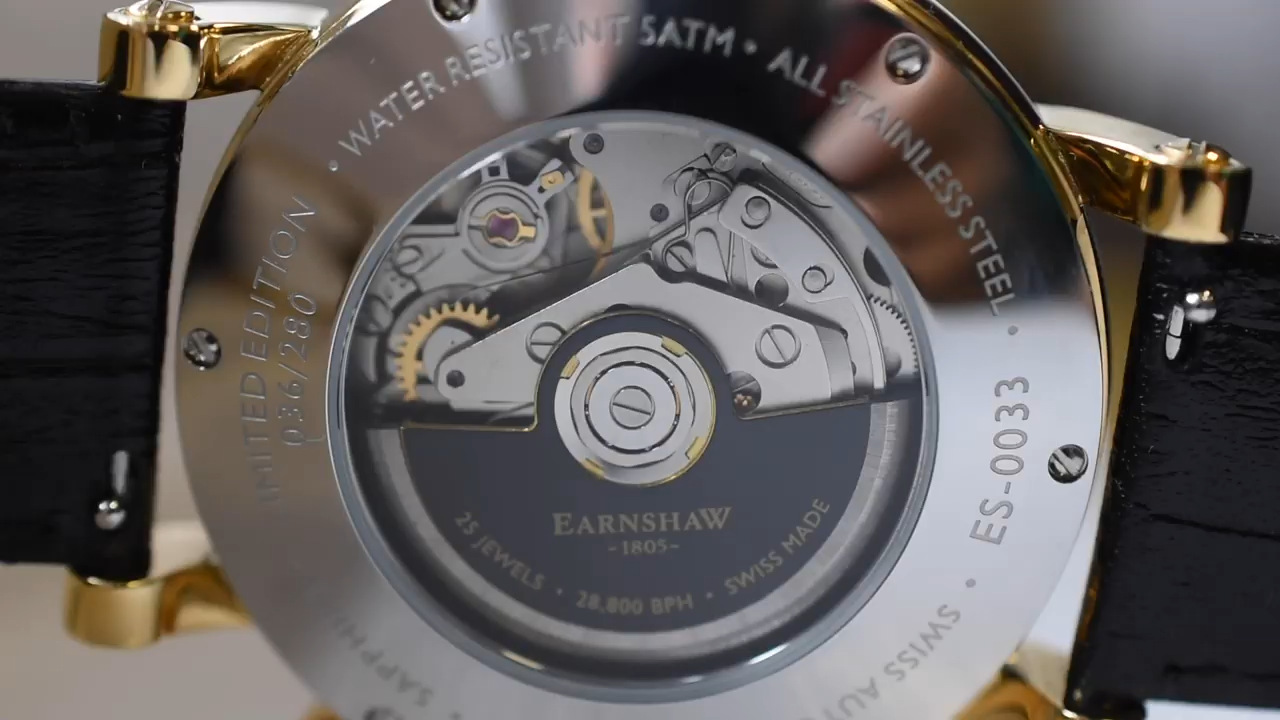 • WATER RESISTANT 5ATM • ALL STAINLESS STEEL •
ES-0033 •
SWISS
LIMITED EDITION
036/280
EARNSHAW
-1805-
25 JEWELS • 28,800 BPH • SWISS MADE